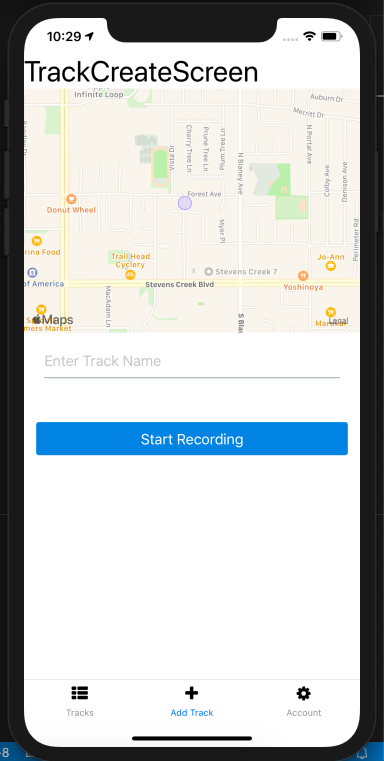 10:29
TrackCreateScreen
Infinite Loop
Auburn Dr
Merritt Dr
Vista Dr
Cherry Tree Ln
Prune Tree Ln
Plum Tree Ln
N Blaney Ave
N Portal Ave
Colby Ave
Denison Ave
Forest Ave
Donut Wheel
Myer Pl
Perimeter Rd
rina Food
Trail Head
Cyclery
Jo-Ann
Stevens Creek 7
of America
Stevens Creek Blvd
Yoshinoya
MacAdam Ln
S Bla
mers Market
Maruka
Maps
Legal
Enter Track Name
Start Recording
Tracks
Add Track
Account
-8